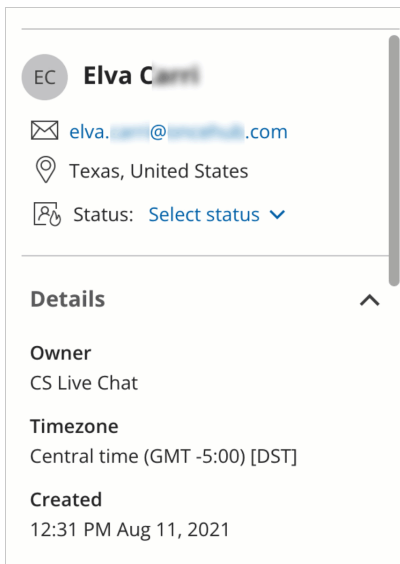 EC
Elva
elva. @ .com
Texas, United States
Status: Select status
Details
Owner
CS Live Chat
Timezone
Central time (GMT -5:00) [DST]
Created
12:31 PM Aug 11, 2021